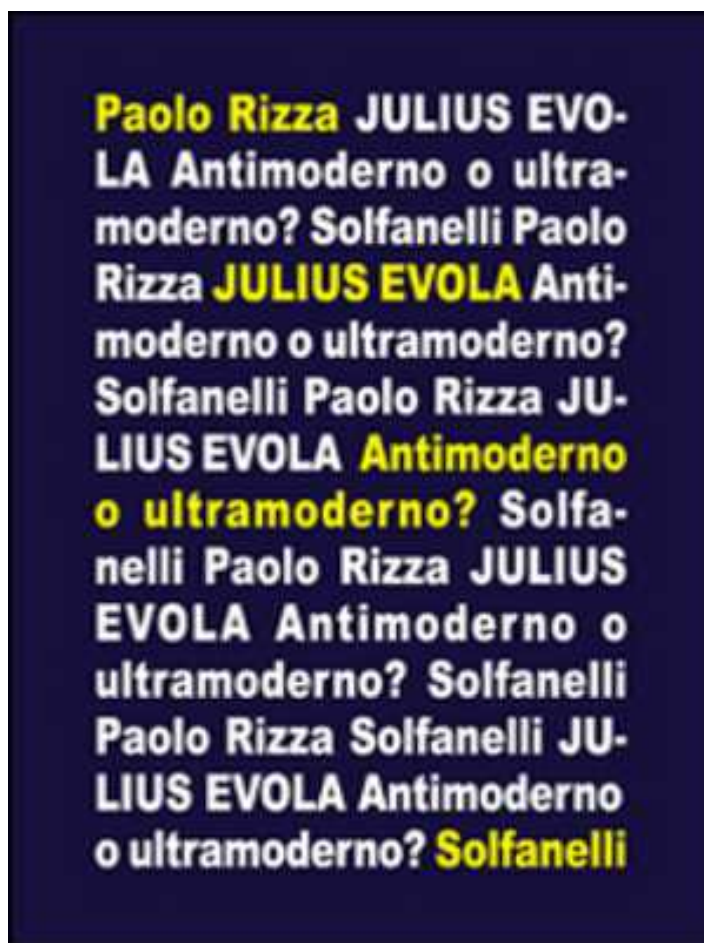 Paolo Rizza JULIUS EVO-
LA Antimoderno o ultra-
moderno? Solfanelli Paolo
Rizza JULIUS EVOLA Anti-
moderno o ultramoderno?
Solfanelli Paolo Rizza JU-
LIUS EVOLA Antimoderno
o ultramoderno? Solfa-
nelli Paolo Rizza JULIUS
EVOLA Antimoderno o
ultramoderno? Solfanelli
Paolo Rizza Solfanelli JU-
LIUS EVOLA Antimoderno
o ultramoderno? Solfanelli